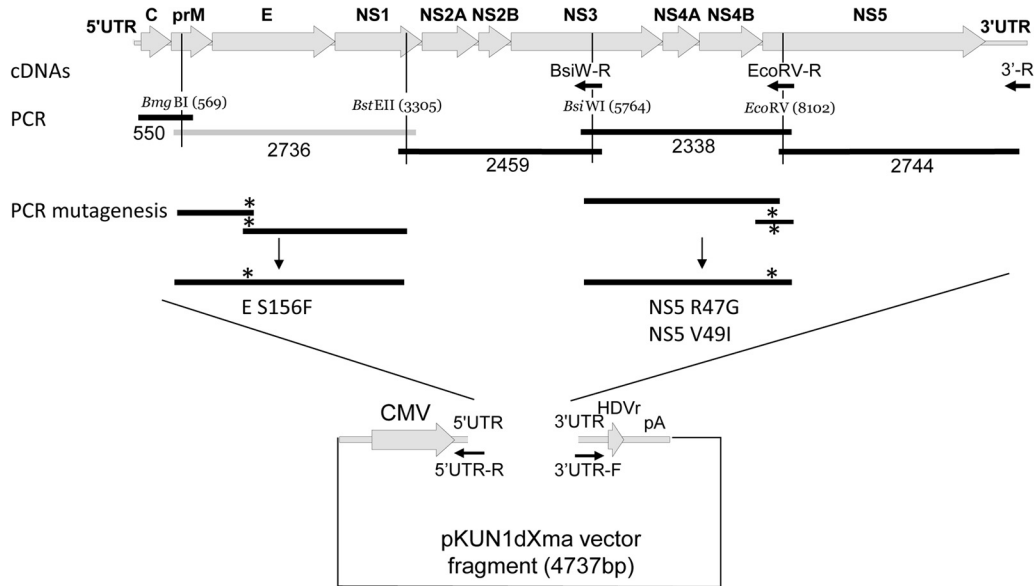 5'UTR C prM E NS1 NS2A NS2B NS3 NS4A NS4B NS5 3'UTR
cDNAs BsiW-R EcoRV-R 3’-R
BmgBI (569) BstEII (3305) BsiWI (5764) EcoRV (8102)
PCR
550 2736 2459 2338 2744
PCR mutagenesis * *
* *
* *
E S156F NS5 R47G
NS5 V49I
CMV 5'UTR 3'UTR HDVr pA
5'UTR-R 3'UTR-F
pKUN1dXma vector
fragment (4737bp)